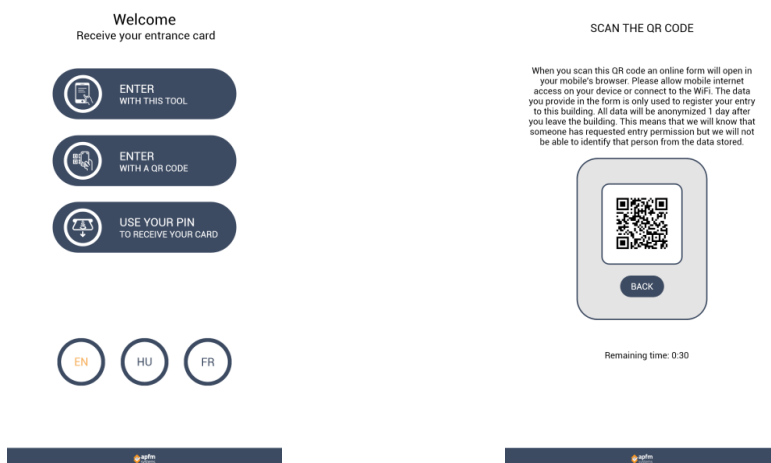 Welcome
Receive your entrance card
ENTER
WITH THIS TOOL
ENTER
WITH A QR CODE
USE YOUR PIN
TO RECEIVE YOUR CARD
EN
HU
FR
apfm
SCAN THE QR CODE
When you scan this QR code an online form will open in
your mobile's browser. Please allow mobile internet
access on your device or connect to the WiFi. The data
you provide in the form is only used to register your entry
to this building. All data will be anonymized 1 day after
you leave the building. This means that we will know that
someone has requested entry permission but we will not
be able to identify that person from the data stored.
BACK
Remaining time: 0:30
apfm